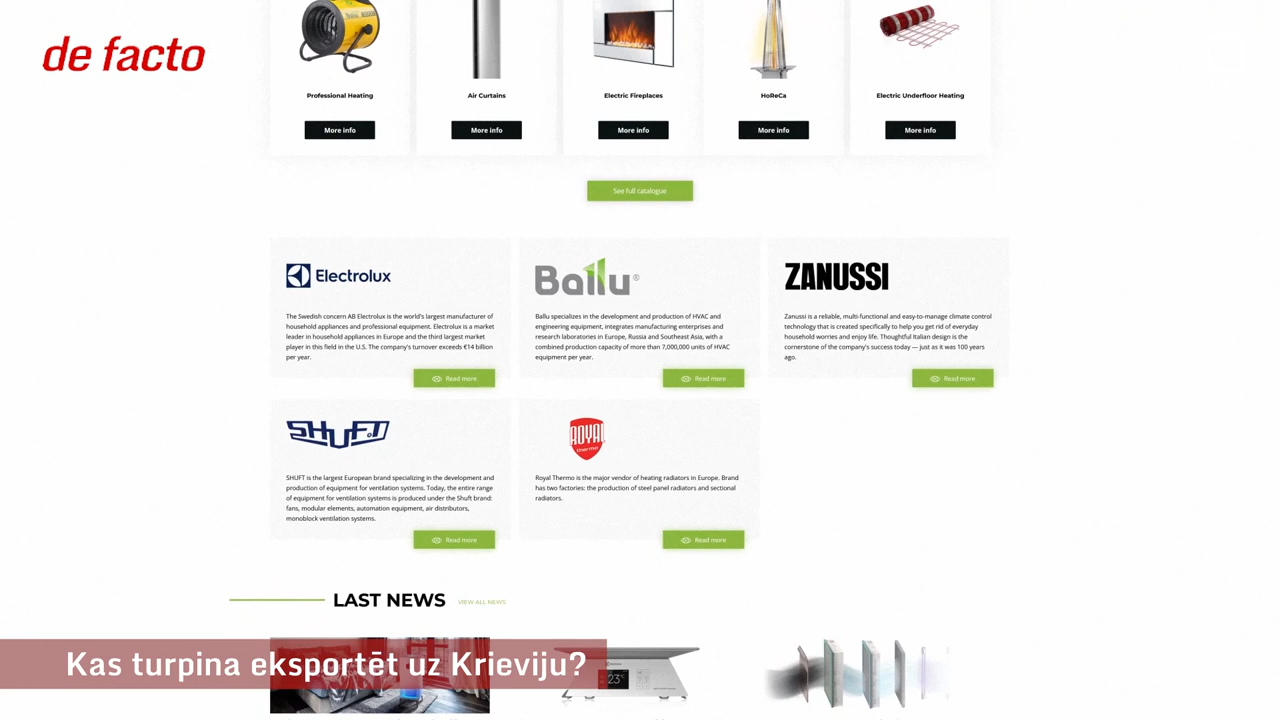 de facto
Professional Heating
Air Curtains
Electric Fireplaces
HoReCa
Electric Underfloor Heating
More info
More info
More info
More info
More info
See full catalogue
Electrolux
The Swedish concern AB Electrolux is the world's largest manufacturer of
household appliances and professional equipment. Electrolux is a market
leader in household appliances in Europe and the third largest market
player in this field in the U.S. The company's turnover exceeds €14 billion
per year.
Read more
Ballu®
Ballu specializes in the development and production of HVAC and
engineering equipment, integrates manufacturing enterprises and
research laboratories in Europe, Russia and Southeast Asia, with a
combined production capacity of more than 7,000,000 units of HVAC
equipment per year.
Read more
ZANUSSI
Zanussi is a reliable, multi-functional and easy-to-manage climate control
technology that is created specifically to help you get rid of everyday
household worries and enjoy life. Thoughtful Italian design is the
cornerstone of the company's success today — just as it was 100 years
ago.
Read more
SHUFT
SHUFT is the largest European brand specializing in the development and
production of equipment for ventilation systems. Today, the entire range
of equipment for ventilation systems is produced under the Shuft brand:
fans, modular elements, automation equipment, air distributors,
monoblock ventilation systems.
Read more
ROYAL
thermo
Royal Thermo is the major vendor of heating radiators in Europe. Brand
has two factories: the production of steel panel radiators and sectional
radiators.
Read more
LAST NEWS
VIEW ALL NEWS
Kas turpina eksportēt uz Krieviju?
23°